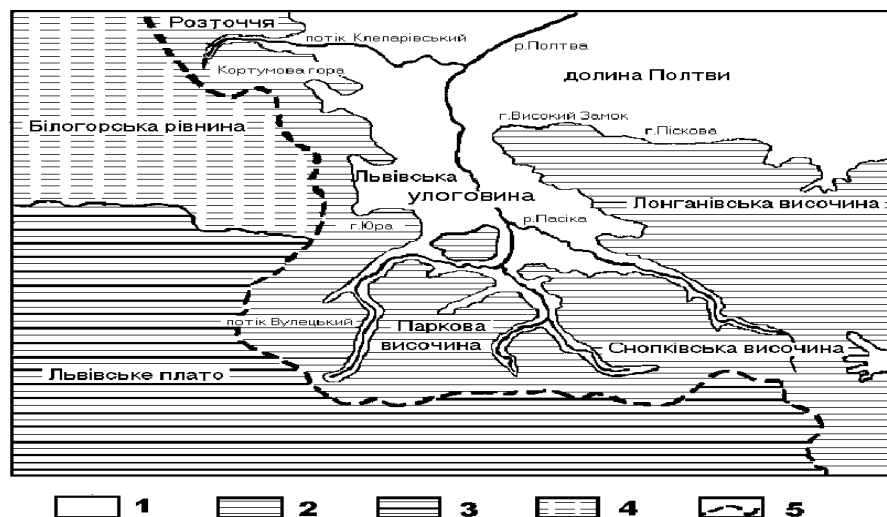 Розточчя
потік Клепарівський
р.Полтва
Кортумова гора
долина Полтви
г.Високий Замок
г.Піскова
Білогорська рівнина
Львівська
улоговина
Лонганівська височина
р.Пасіка
г.Юра
потік Вулецький
Паркова
височина
Снопківська височина
Львівське плато
1 2 3 4 5